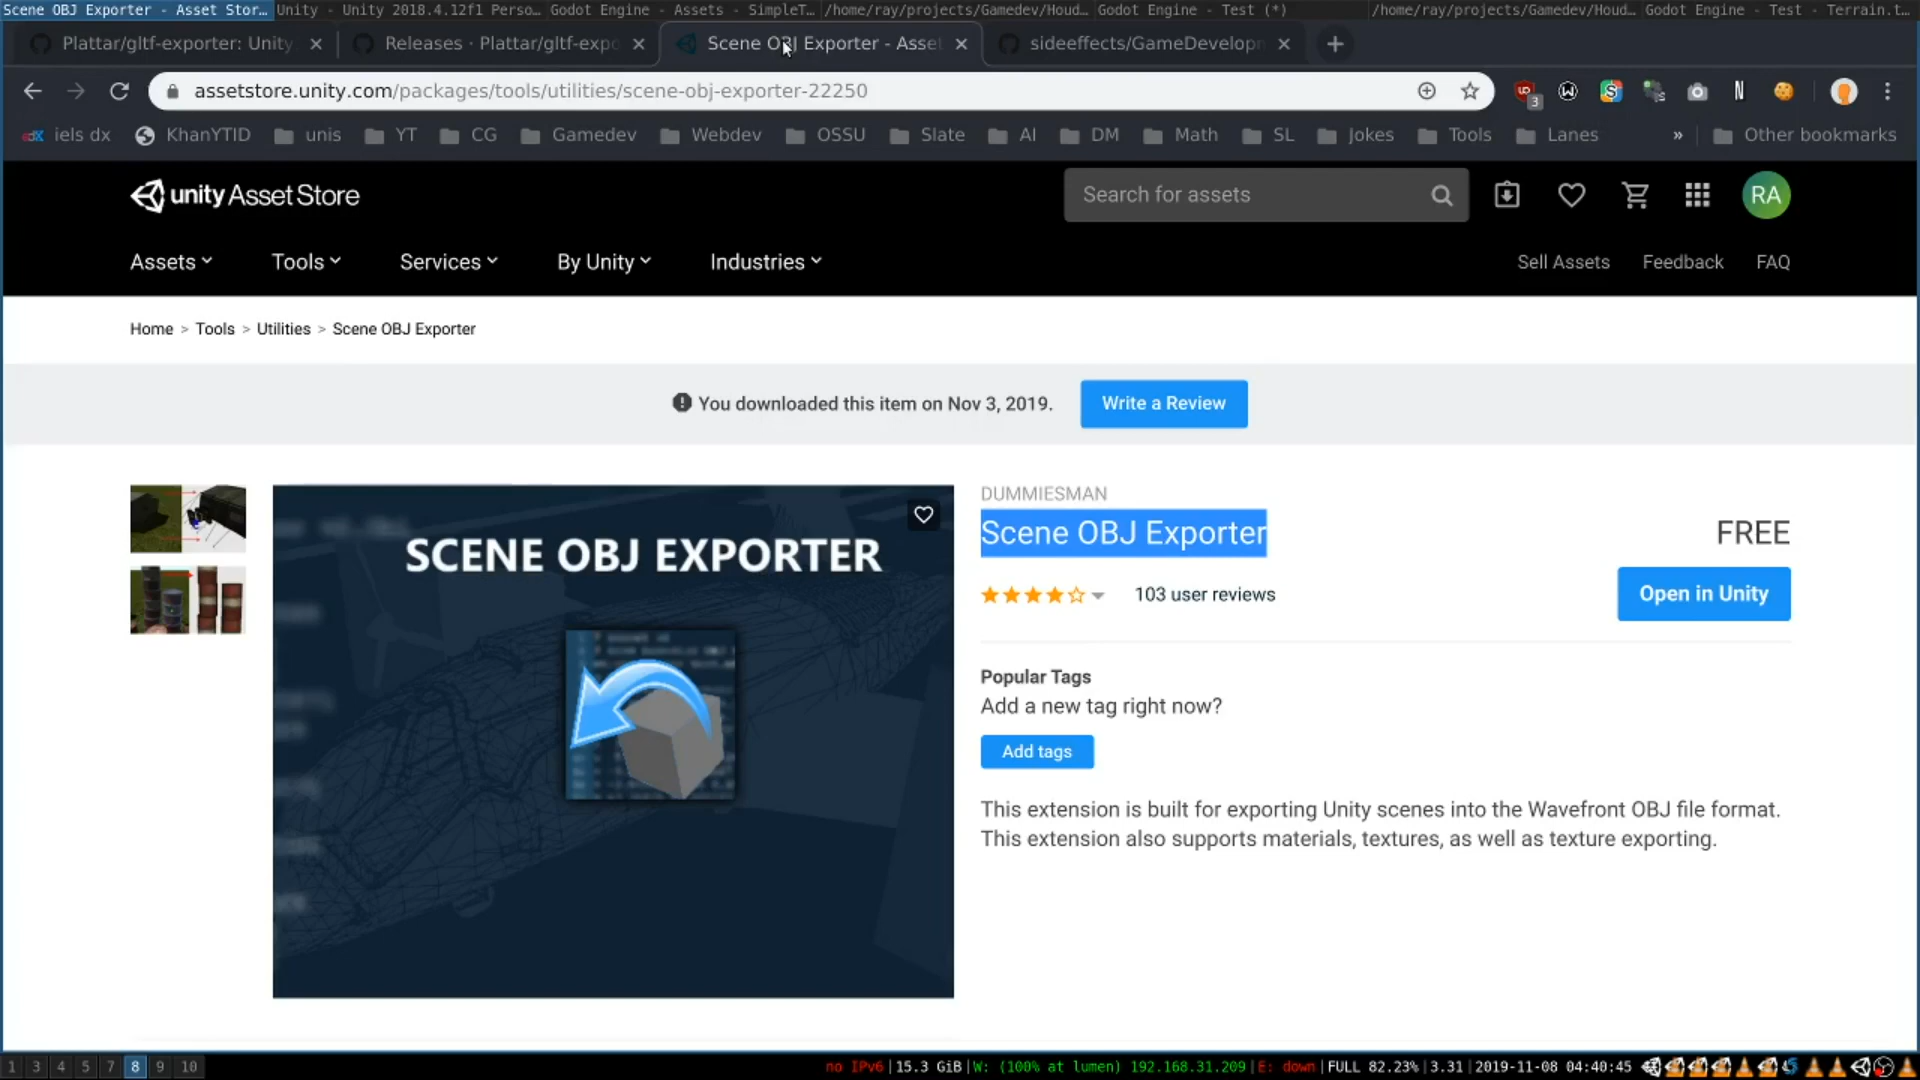 Scene OBJ Exporter - Asset Stor… Unity - Unity 2018.4.12f1 Perso… Godot Engine - Assets - SimpleT… /home/ray/projects/Gamedev/Houd… Godot Engine - Test (*) /home/ray/projects/Gamedev/Houd… Godot Engine - Test - Terrain.t…
Plattar/gltf-exporter: Unity Releases · Plattar/gltf-expo Scene OBJ Exporter - Asset sideeffects/GameDevelopm
assetstore.unity.com/packages/tools/utilities/scene-obj-exporter-22250 3 N
iels dx KhanYTID unis YT CG Gamedev Webdev OSSU Slate AI DM Math SL Jokes Tools Lanes » Other bookmarks
unity Asset Store Search for assets RA
Assets Tools Services By Unity Industries Sell Assets Feedback FAQ
Home > Tools > Utilities > Scene OBJ Exporter
You downloaded this item on Nov 3, 2019. Write a Review
SCENE OBJ EXPORTER
DUMMIESMAN
Scene OBJ Exporter FREE
103 user reviews Open in Unity
Popular Tags
Add a new tag right now?
Add tags
This extension is built for exporting Unity scenes into the Wavefront OBJ file format.
This extension also supports materials, textures, as well as texture exporting.
1 3 4 5 7 8 9 10 no IPv6|15.3 GiB|W: (100% at lumen) 192.168.31.209|E: down|FULL 82.23%|3.31|2019-11-08 04:40:45